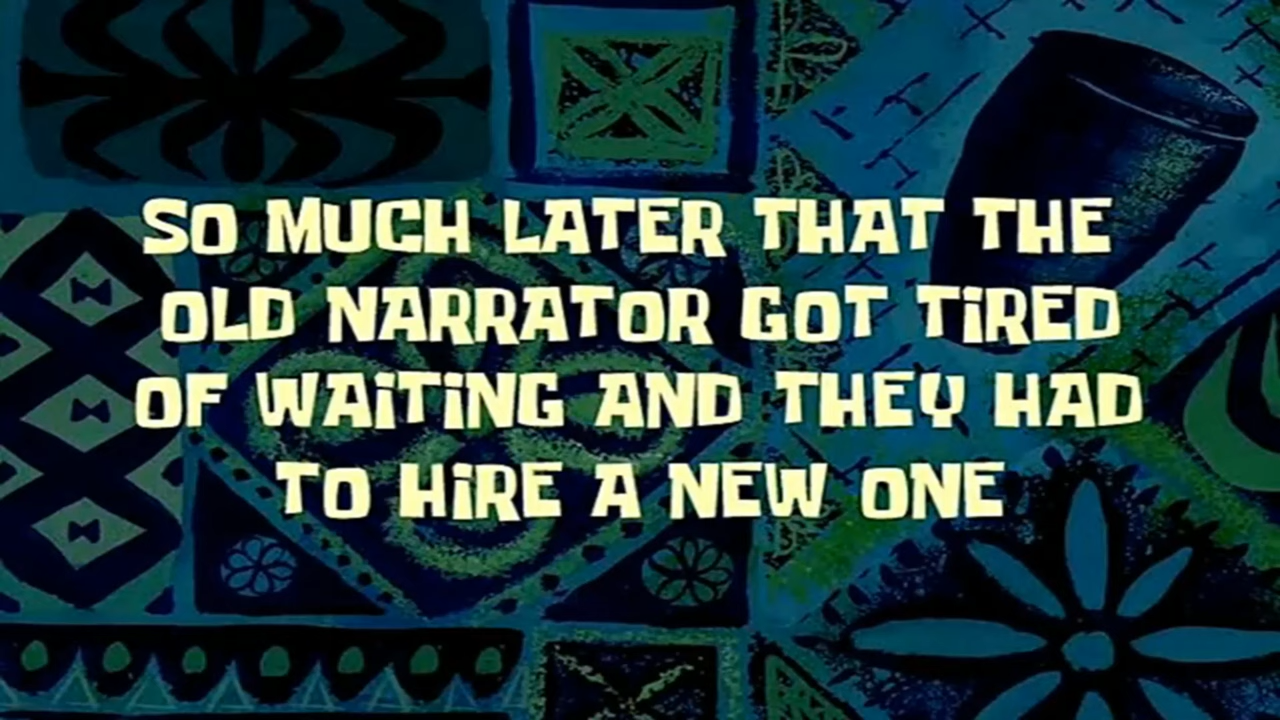 SO MUCH LATER THAT THE
OLD NARRATOR GOT TiRED
OF WAiTiNG AND THEY HAD
TO HiRE A NEW ONE